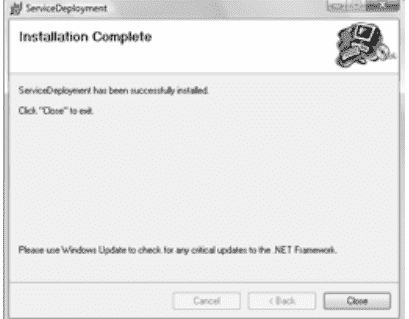 ServiceDeployment
Installation Complete
ServiceDeployment has been successfully installed.
Click "Close" to exit.
Please use Windows Update to check for any critical updates to the .NET Framework.
Cancel
< Back
Close